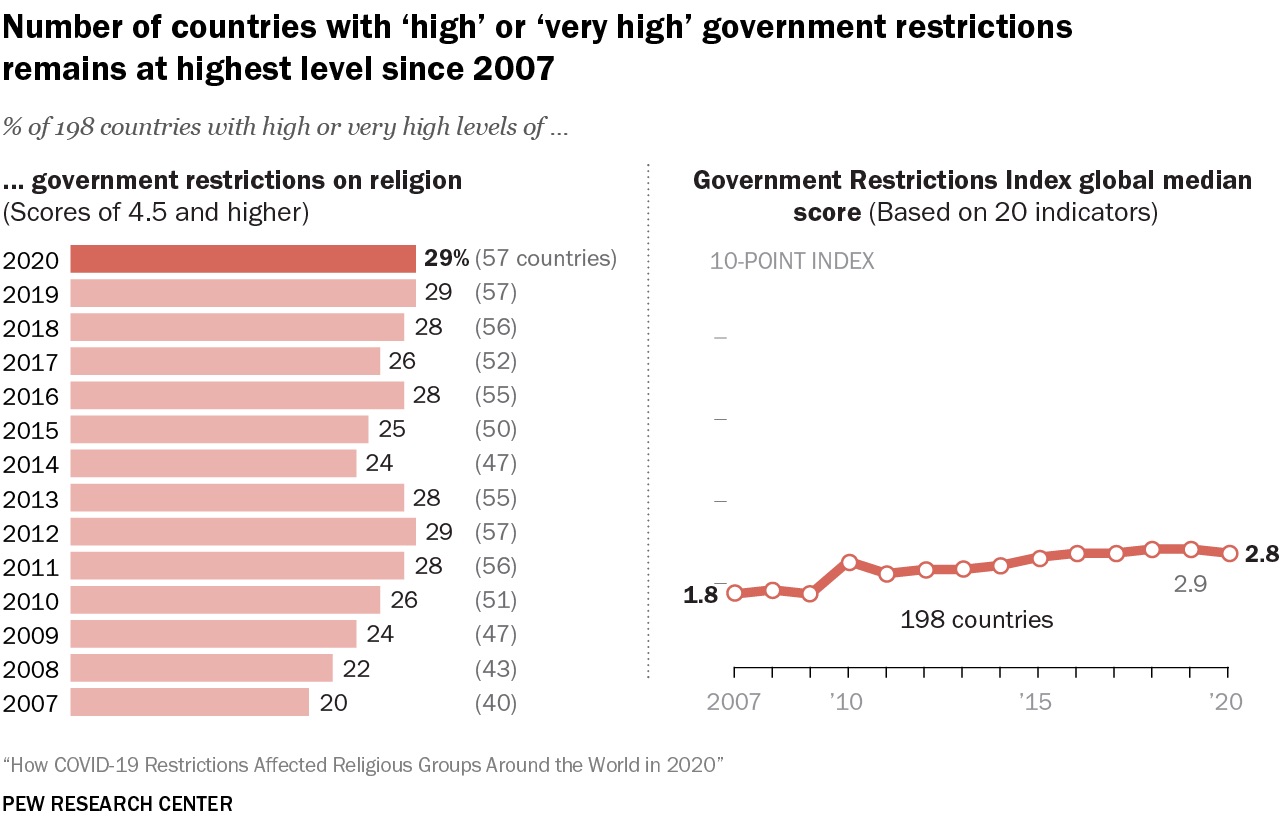 Number of countries with ‘high’ or ‘very high’ government restrictions
remains at highest level since 2007
% of 198 countries with high or very high levels of ...
... government restrictions on religion
(Scores of 4.5 and higher)
2020 29% (57 countries)
2019 29 (57)
2018 28 (56)
2017 26 (52)
2016 28 (55)
2015 25 (50)
2014 24 (47)
2013 28 (55)
2012 29 (57)
2011 28 (56)
2010 26 (51)
2009 24 (47)
2008 22 (43)
2007 20 (40)
Government Restrictions Index global median
score (Based on 20 indicators)
10-POINT INDEX
2.8
1.8
2.9
198 countries
2007 ’10 ’15 ’20
“How COVID-19 Restrictions Affected Religious Groups Around the World in 2020”
PEW RESEARCH CENTER